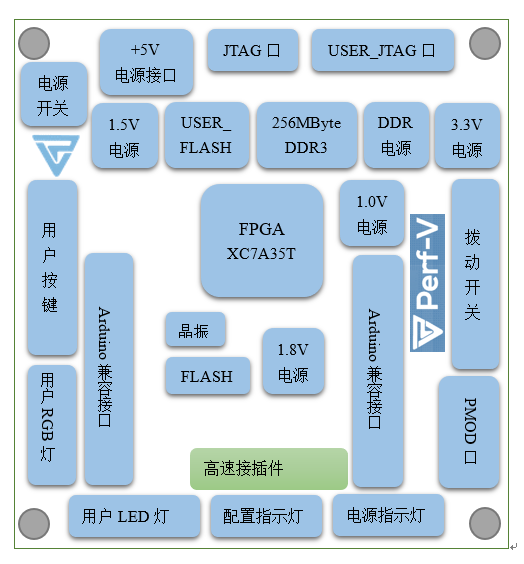 +5V
电源接口
JTAG 口
USER_JTAG 口
电源
开关
1.5V
电源
USER_
FLASH
256MByte
DDR3
DDR
电源
3.3V
电源
用户按键
FPGA
XC7A35T
1.0V
电源
Perf-V
拨动开关
Arduino 兼容接口
Arduino 兼容接口
晶振
1.8V
电源
FLASH
用户 RGB 灯
PMOD 口
高速接插件
用户 LED 灯
配置指示灯
电源指示灯